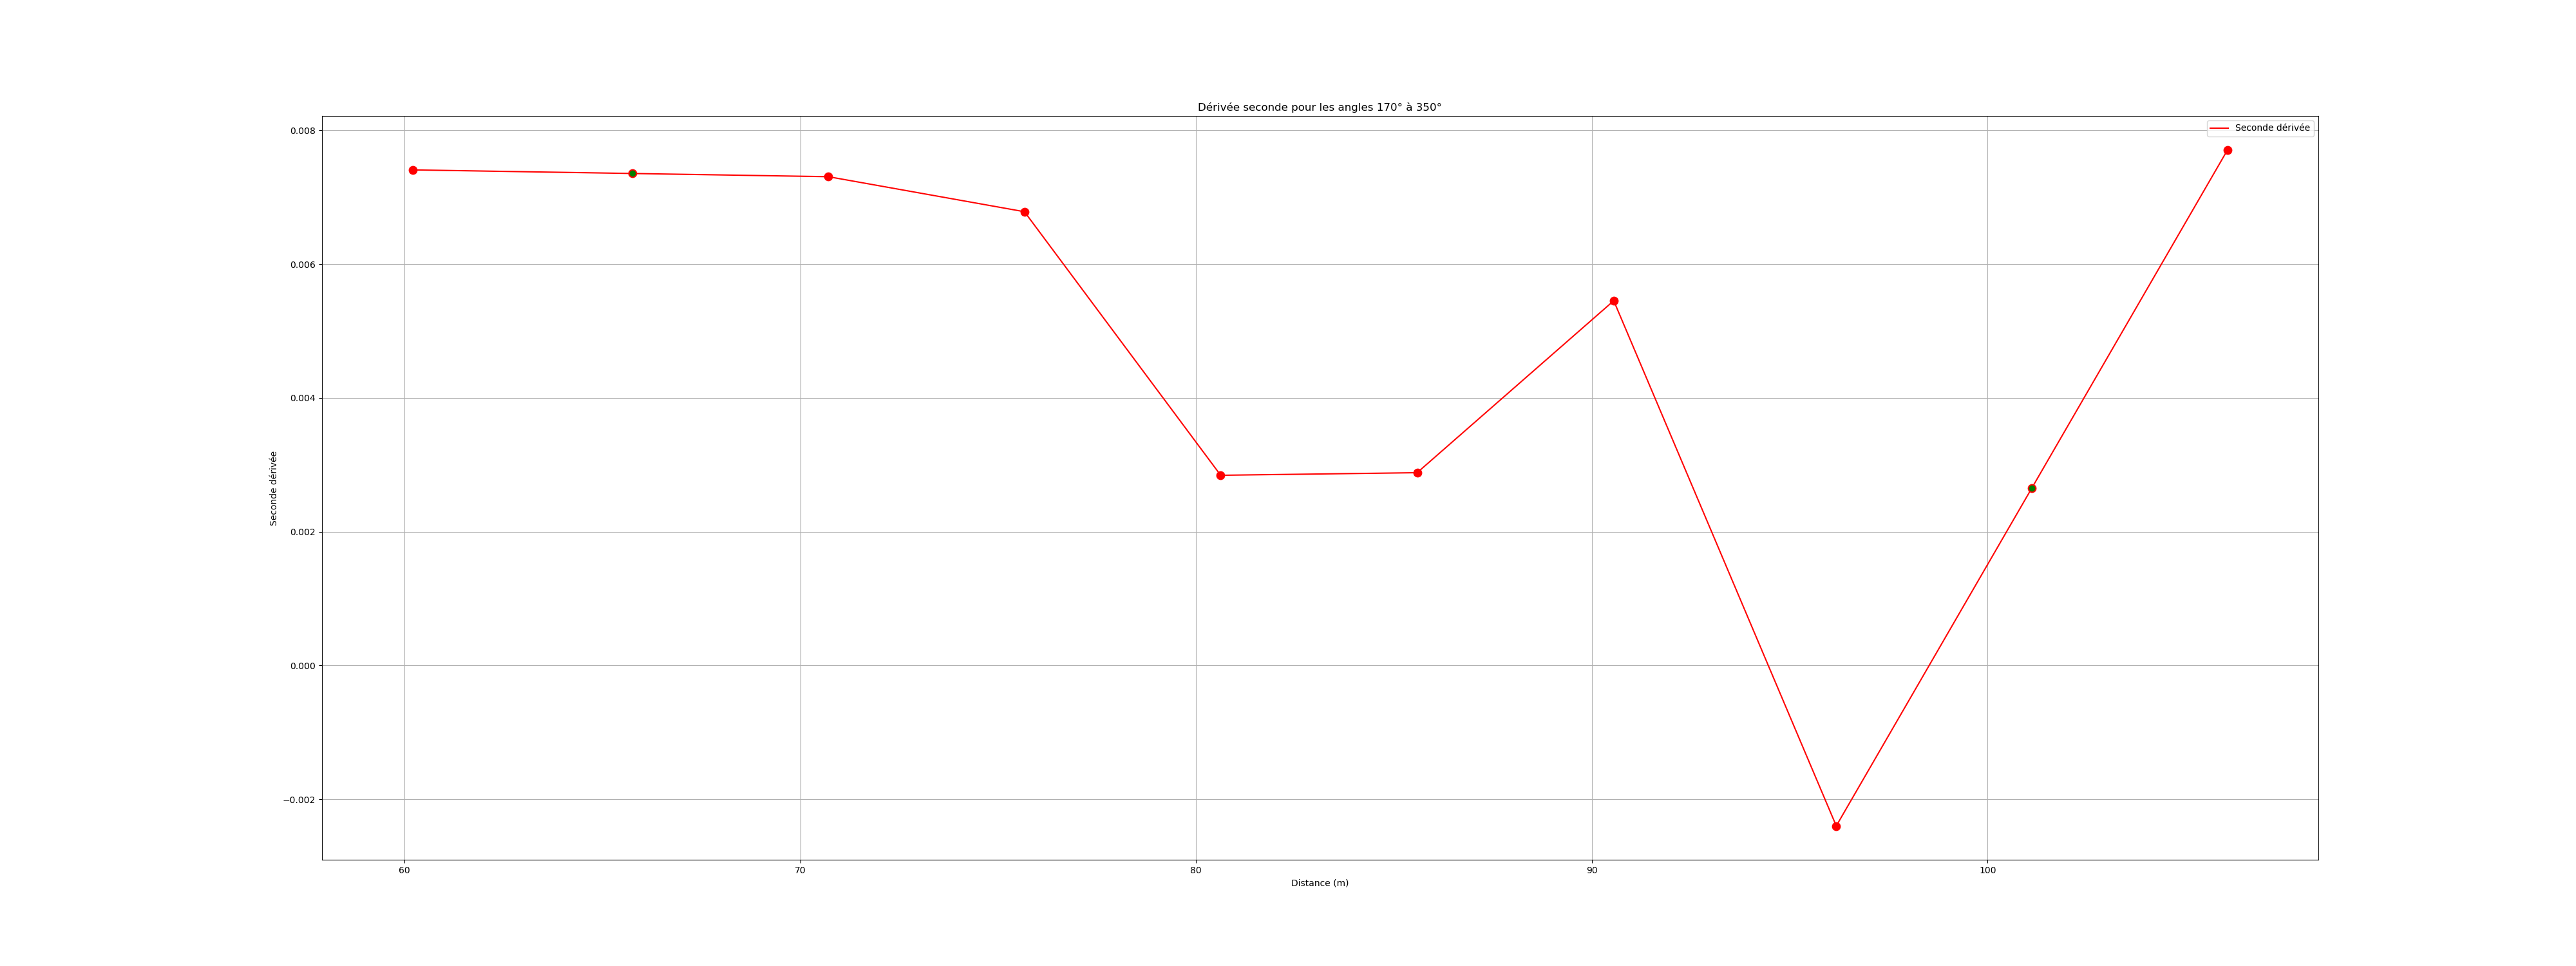 Dérivée seconde pour les angles 170° à 350°
Seconde dérivée
0.008
0.006
0.004
0.002
0.000
−0.002
Seconde dérivée
60
70
80
90
100
Distance (m)